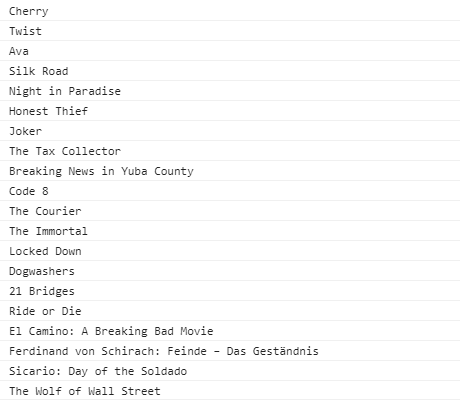 Cherry
Twist
Ava
Silk Road
Night in Paradise
Honest Thief
Joker
The Tax Collector
Breaking News in Yuba County
Code 8
The Courier
The Immortal
Locked Down
Dogwashers
21 Bridges
Ride or Die
El Camino: A Breaking Bad Movie
Ferdinand von Schirach: Feinde – Das Geständnis
Sicario: Day of the Soldado
The Wolf of Wall Street